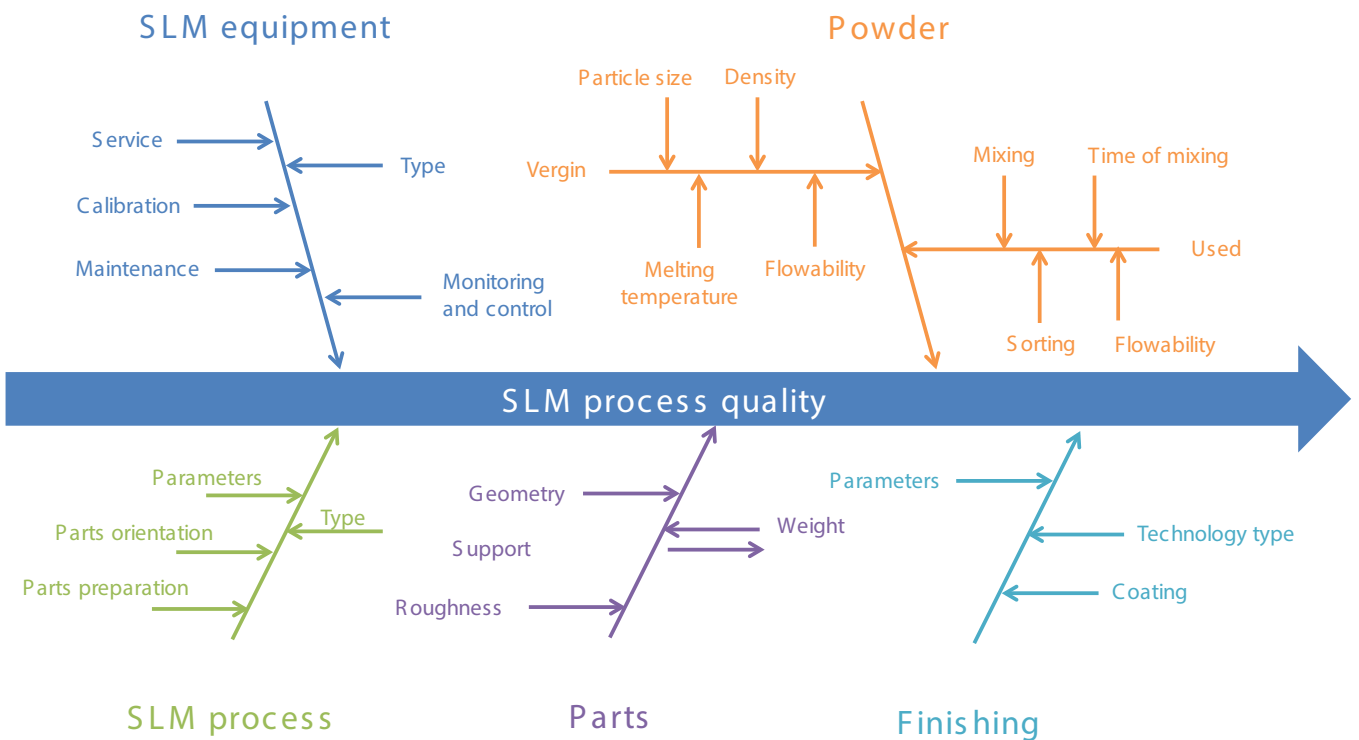 SLM equipment
Powder
Particle size
Density
Service
Type
Vergin
Mixing
Time of mixing
Calibration
Used
Maintenance
Melting
temperature
Flowability
Monitoring
and control
Sorting
Flowability
SLM process quality
Parameters
Geometry
Parameters
Type
Parts orientation
Support
Weight
Technology type
Parts preparation
Roughness
Coating
SLM process
Parts
Finishing